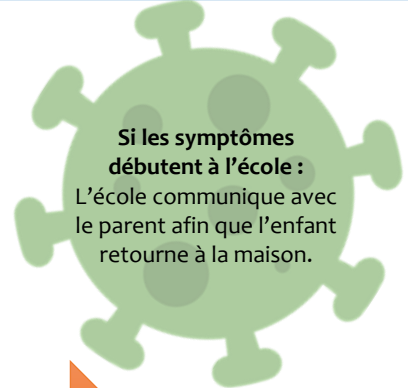 Si les symptômes
débutent à l’école :
L’école communique avec
le parent afin que l’enfant
retourne à la maison.